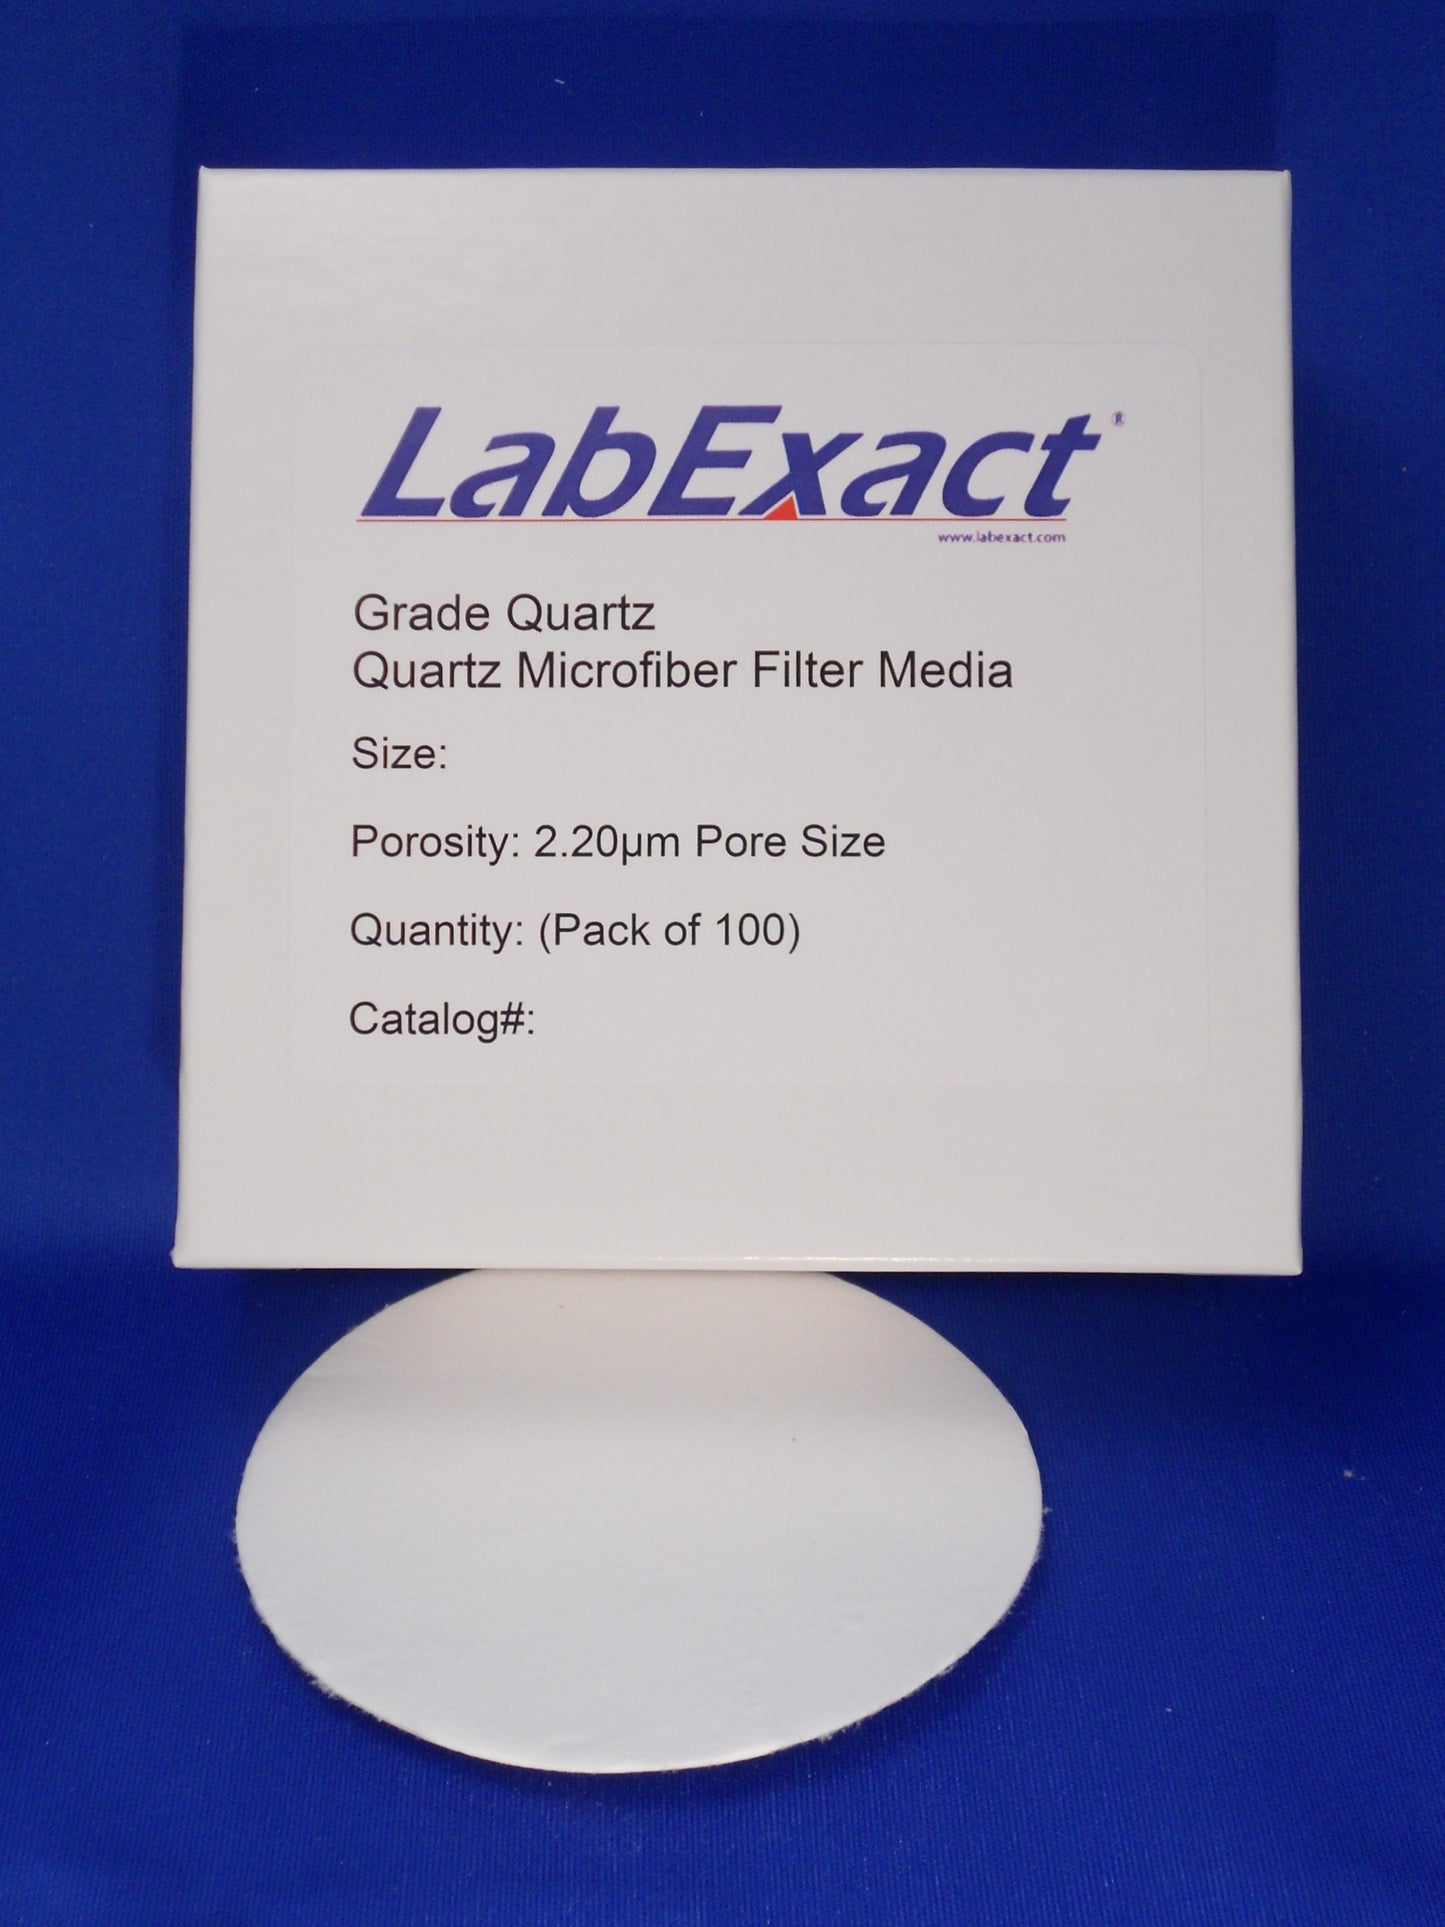 LabExact®
www.labexact.com
Grade Quartz
Quartz Microfiber Filter Media
Size:
Porosity: 2.20µm Pore Size
Quantity: (Pack of 100)
Catalog#: